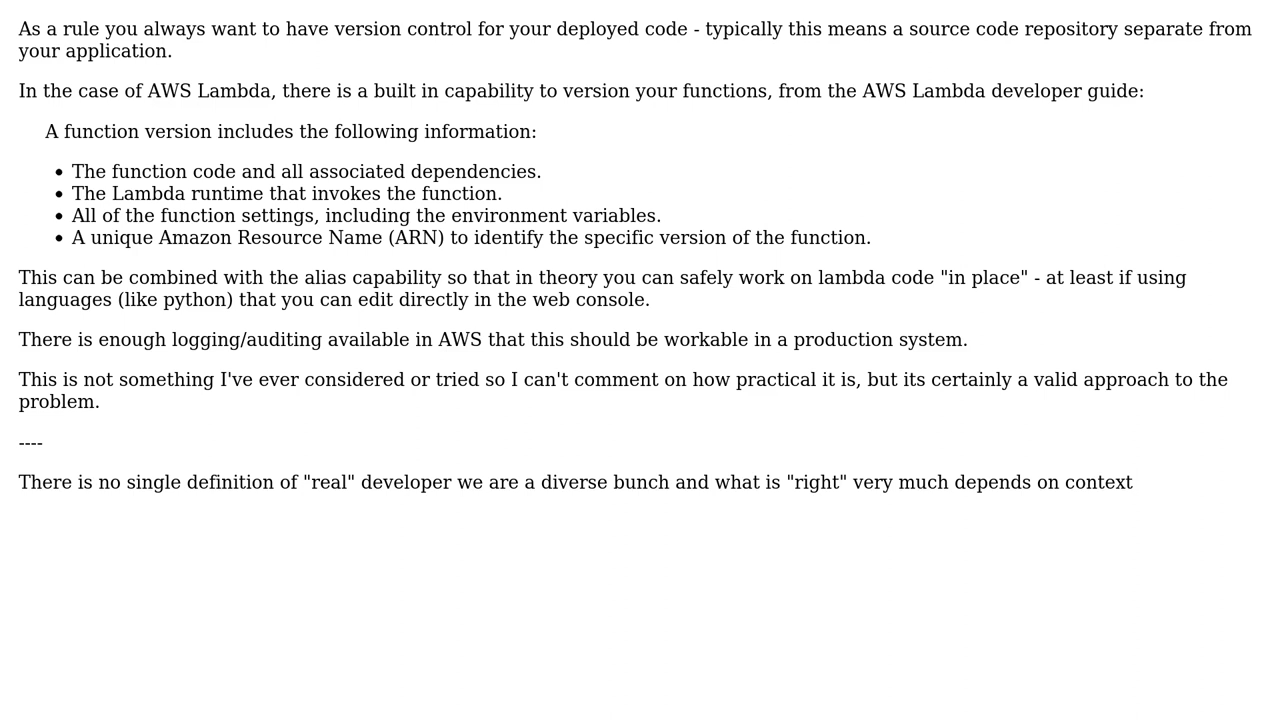 As a rule you always want to have version control for your deployed code - typically this means a source code repository separate from
your application.
In the case of AWS Lambda, there is a built in capability to version your functions, from the AWS Lambda developer guide:
A function version includes the following information:
• The function code and all associated dependencies.
• The Lambda runtime that invokes the function.
• All of the function settings, including the environment variables.
• A unique Amazon Resource Name (ARN) to identify the specific version of the function.
This can be combined with the alias capability so that in theory you can safely work on lambda code "in place" - at least if using
languages (like python) that you can edit directly in the web console.
There is enough logging/auditing available in AWS that this should be workable in a production system.
This is not something I've ever considered or tried so I can't comment on how practical it is, but its certainly a valid approach to the
problem.
----
There is no single definition of "real" developer we are a diverse bunch and what is "right" very much depends on context